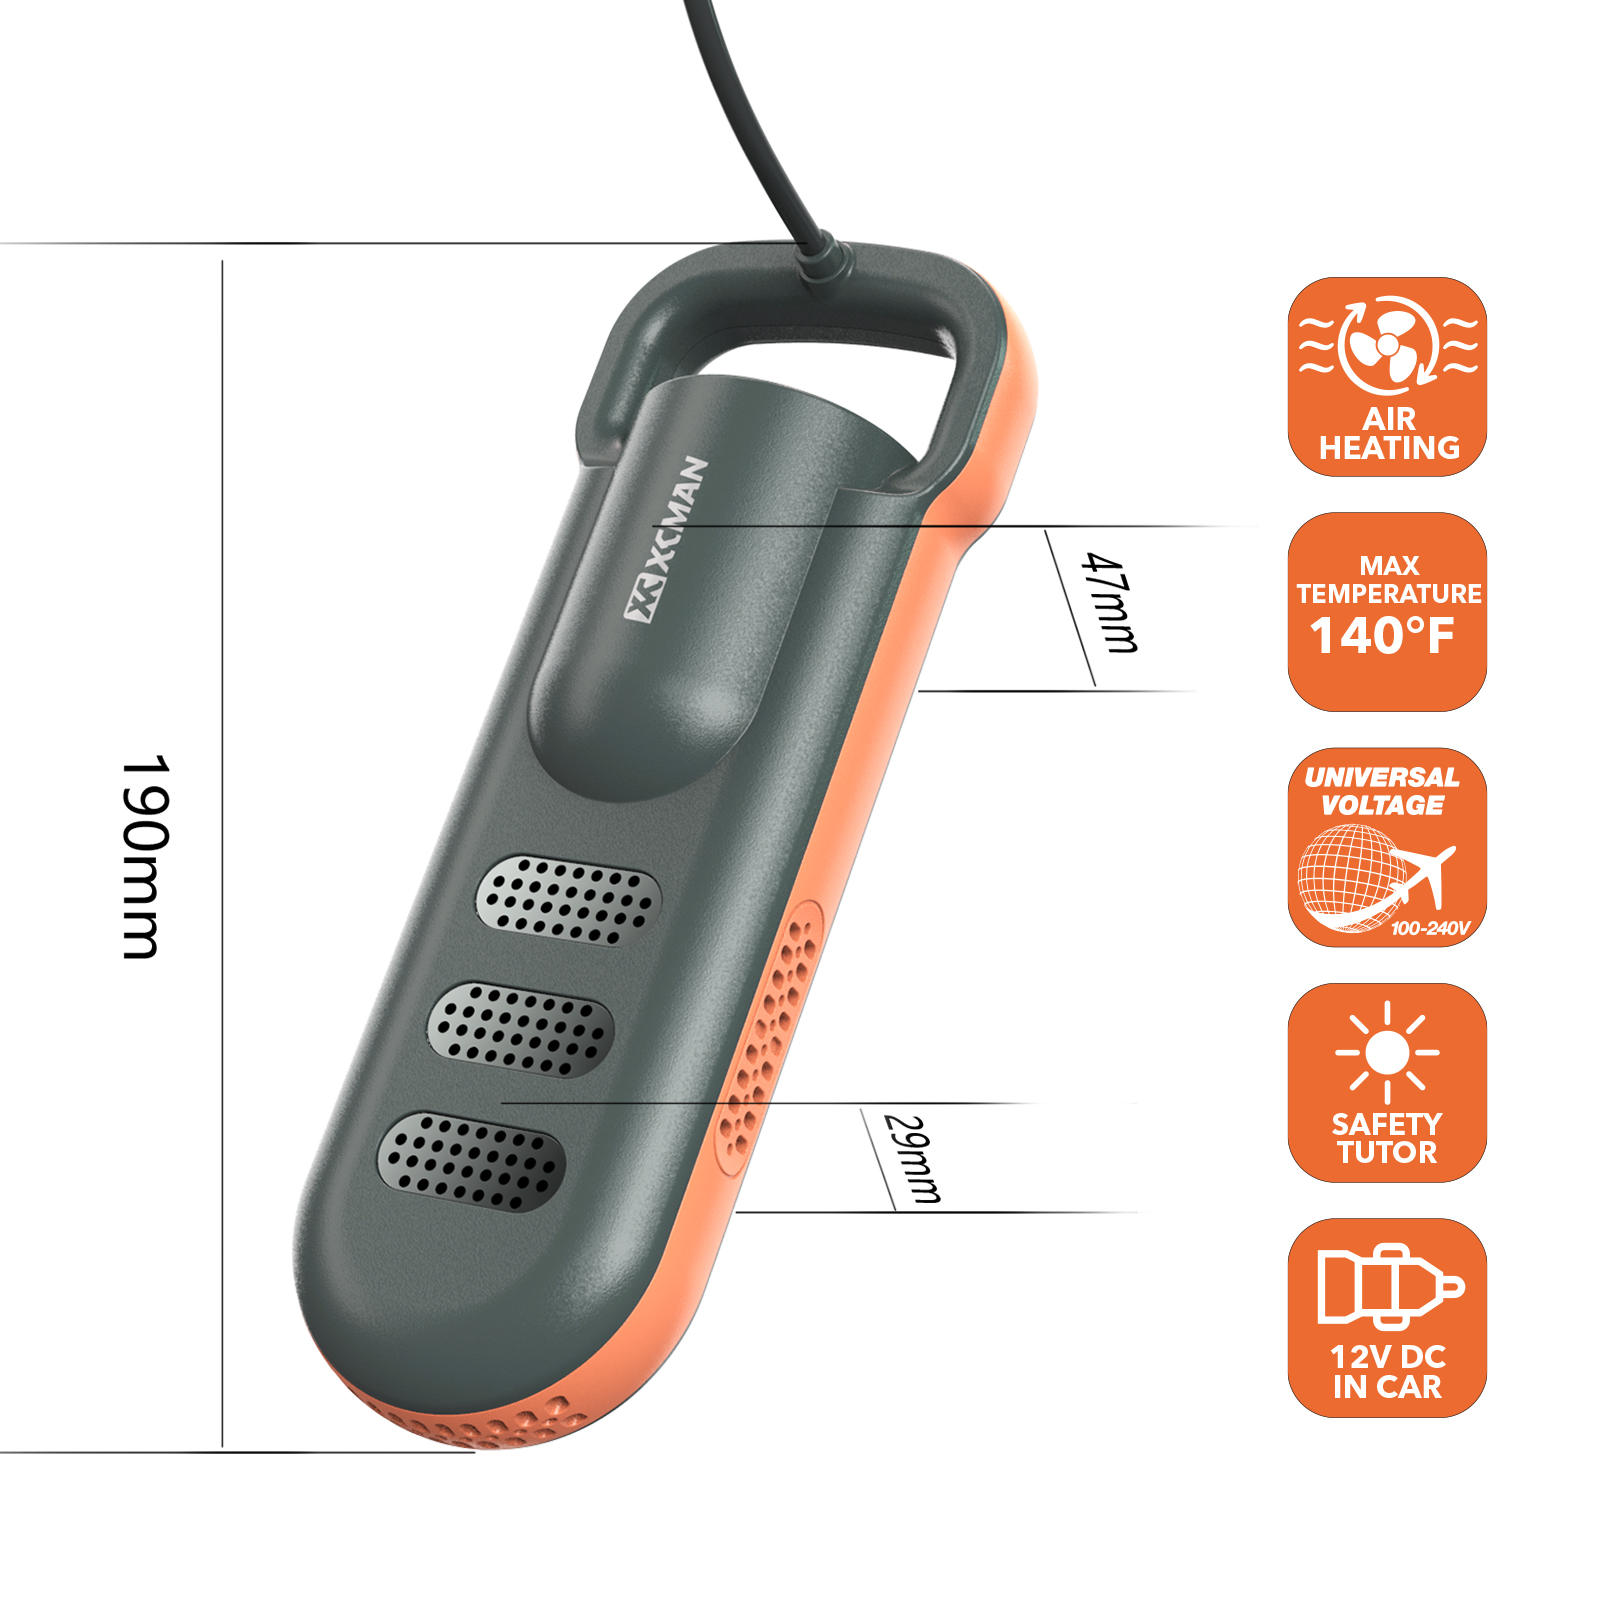 XCMAN
190mm
47mm
29mm
AIR
HEATING
MAX
TEMPERATURE
140°F
UNIVERSAL
VOLTAGE
100-240V
SAFETY
TUTOR
12V DC
IN CAR